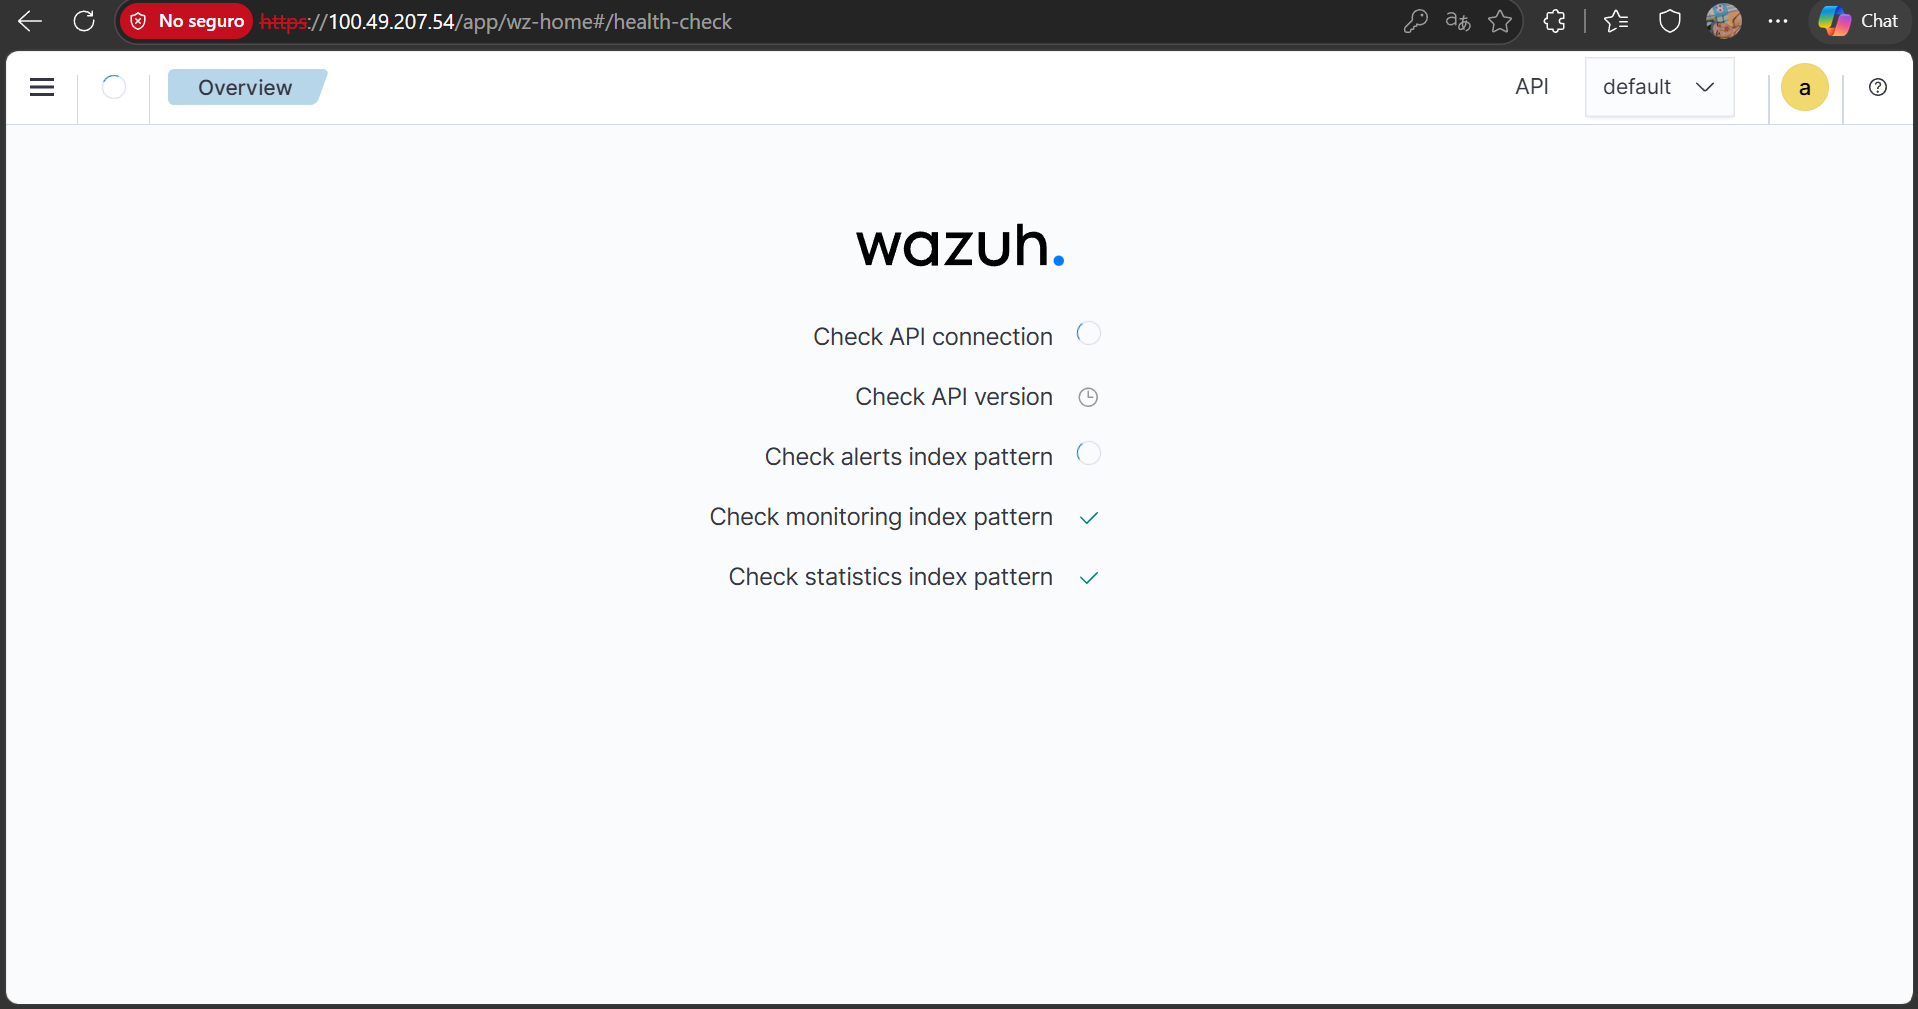 No seguro https://100.49.207.54/app/wz-home#/health-check Chat
Overview API default a
wazuh.
Check API connection
Check API version
Check alerts index pattern
Check monitoring index pattern
Check statistics index pattern